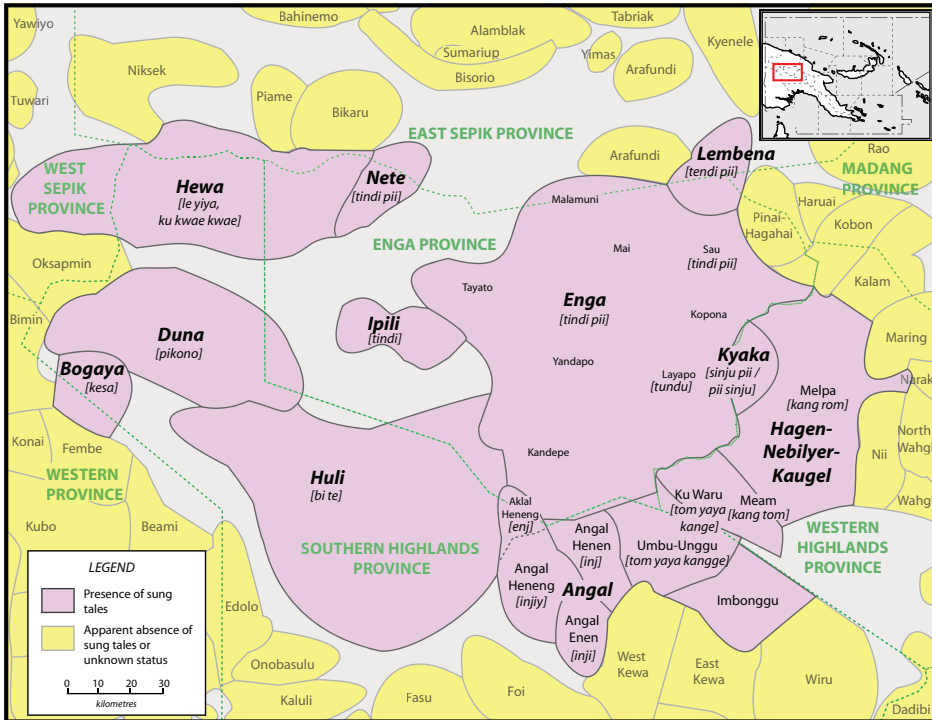 Yawiyo
Bahinemo
Tabriak
Alamblak
Kyenele
Niksek
Sumariup
Yimas
Bisorio
Arafundi
Tuwari
Piame
Bikaru
EAST SEPIK PROVINCE
Arafundi
Lembena
[tendi pii]
Rao
MADANG
PROVINCE
WEST
SEPIK
PROVINCE
Hewa
[le yiya,
ku kwae kwae]
Nete
[tindi pii]
Malamuni
Haruai
Pinai-
Hagahai
Kobon
ENGA PROVINCE
Mai
Sau
[tindi pii]
Oksapmin
Tayato
Enga
[tindi pii]
Kalam
Bimin
Duna
[pikono]
Ipili
[tindi]
Kopona
Maring
Bogaya
[kesa]
Yandapo
Layapo
[tundu]
Kyaka
[sinju pii /
pii sinju]
Narak
Melpa
[kang rom]
Hagen-
Nebilyer-
Kaugel
Konai
Fembe
North
Wahgi
Nii
WESTERN
PROVINCE
Huli
[bi te]
Kandepe
Wahgi
Kubo
Beami
Aklal
Heneng
[enj]
Ku Waru
[tom yaya
kange]
Meam
[kang tom]
SOUTHERN HIGHLANDS
PROVINCE
Angal
Henen
[inj]
Umbu-Unggu
[tom yaya kangge]
WESTERN
HIGHLANDS
PROVINCE
Angal
Heneng
[injiy]
Angal
Imbonggu
Angal
Enen
[inji]
Edolo
Onobasulu
Kaluli
Fasu
Foi
West
Kewa
East
Kewa
Wiru
Dadibi
LEGEND
Presence of sung
tales
Apparent absence of
sung tales or
unknown status
0 10 20 30
kilometres